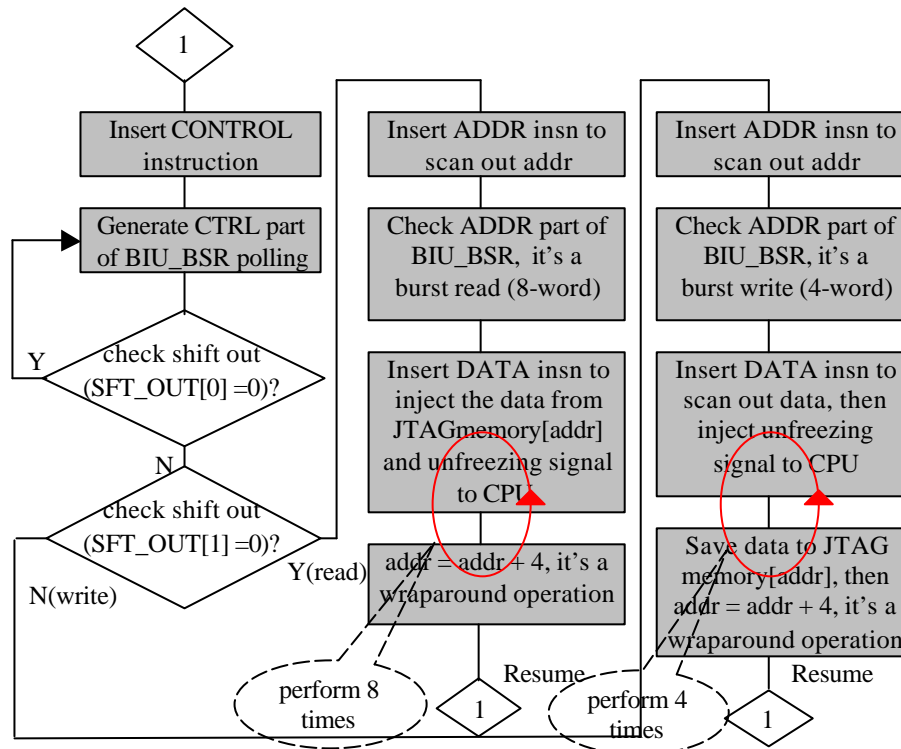 1
Insert CONTROL
instruction
Generate CTRL part
of BIU_BSR polling
check shift out
(SFT_OUT[0] =0)?
Y
N
check shift out
(SFT_OUT[1] =0)?
Y(read)
N(write)
Insert ADDR insn to
scan out addr
Check ADDR part of
BIU_BSR, it's a
burst read (8-word)
Insert DATA insn to
inject the data from
JTAGmemory[addr]
and unfreezing signal
to CPU
addr = addr + 4, it's a
wraparound operation
perform 8
times
Resume
1
Insert ADDR insn to
scan out addr
Check ADDR part of
BIU_BSR, it's a
burst write (4-word)
Insert DATA insn to
scan out data, then
inject unfreezing
signal to CPU
Save data to JTAG
memory[addr], then
addr = addr + 4, it's a
wraparound operation
perform 4
times
Resume
1